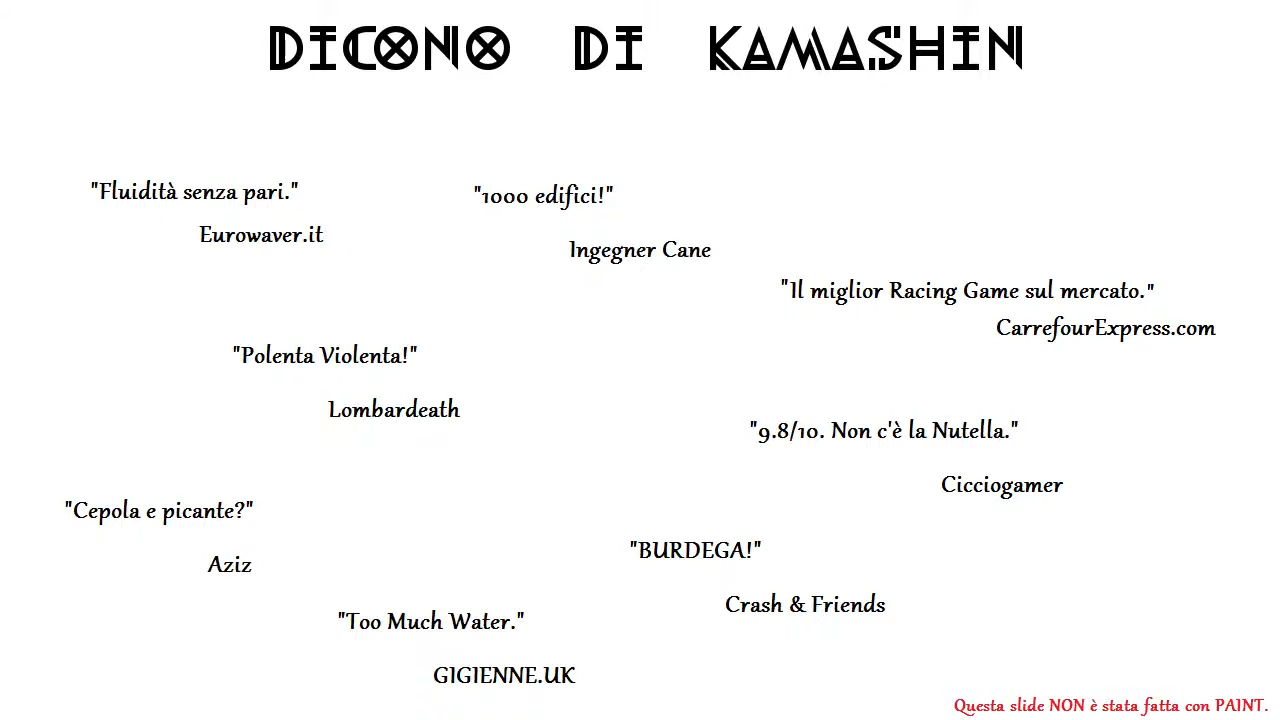 DICONO DI KAMASHIN
"Fluidità senza pari."
Eurowaver.it
"1000 edifici!"
Ingegner Cane
"Il miglior Racing Game sul mercato."
CarrefourExpress.com
"Polenta Violenta!"
Lombardeath
"9.8/10. Non c'è la Nutella."
Cicciogamer
"Cepola e picante?"
Aziz
"BURDEGA!"
Crash & Friends
"Too Much Water."
GIGIENNE.UK
Questa slide NON è stata fatta con PAINT.